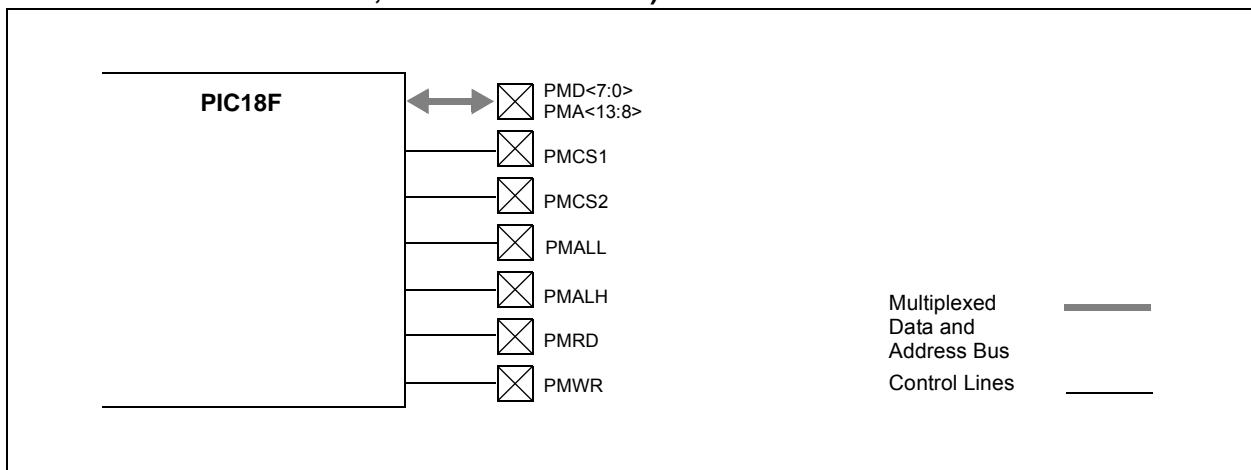 PIC18F
PMD<7:0>
PMA<13:8>
PMCS1
PMCS2
PMALL
PMALH
PMRD
PMWR
Multiplexed
Data and
Address Bus
Control Lines